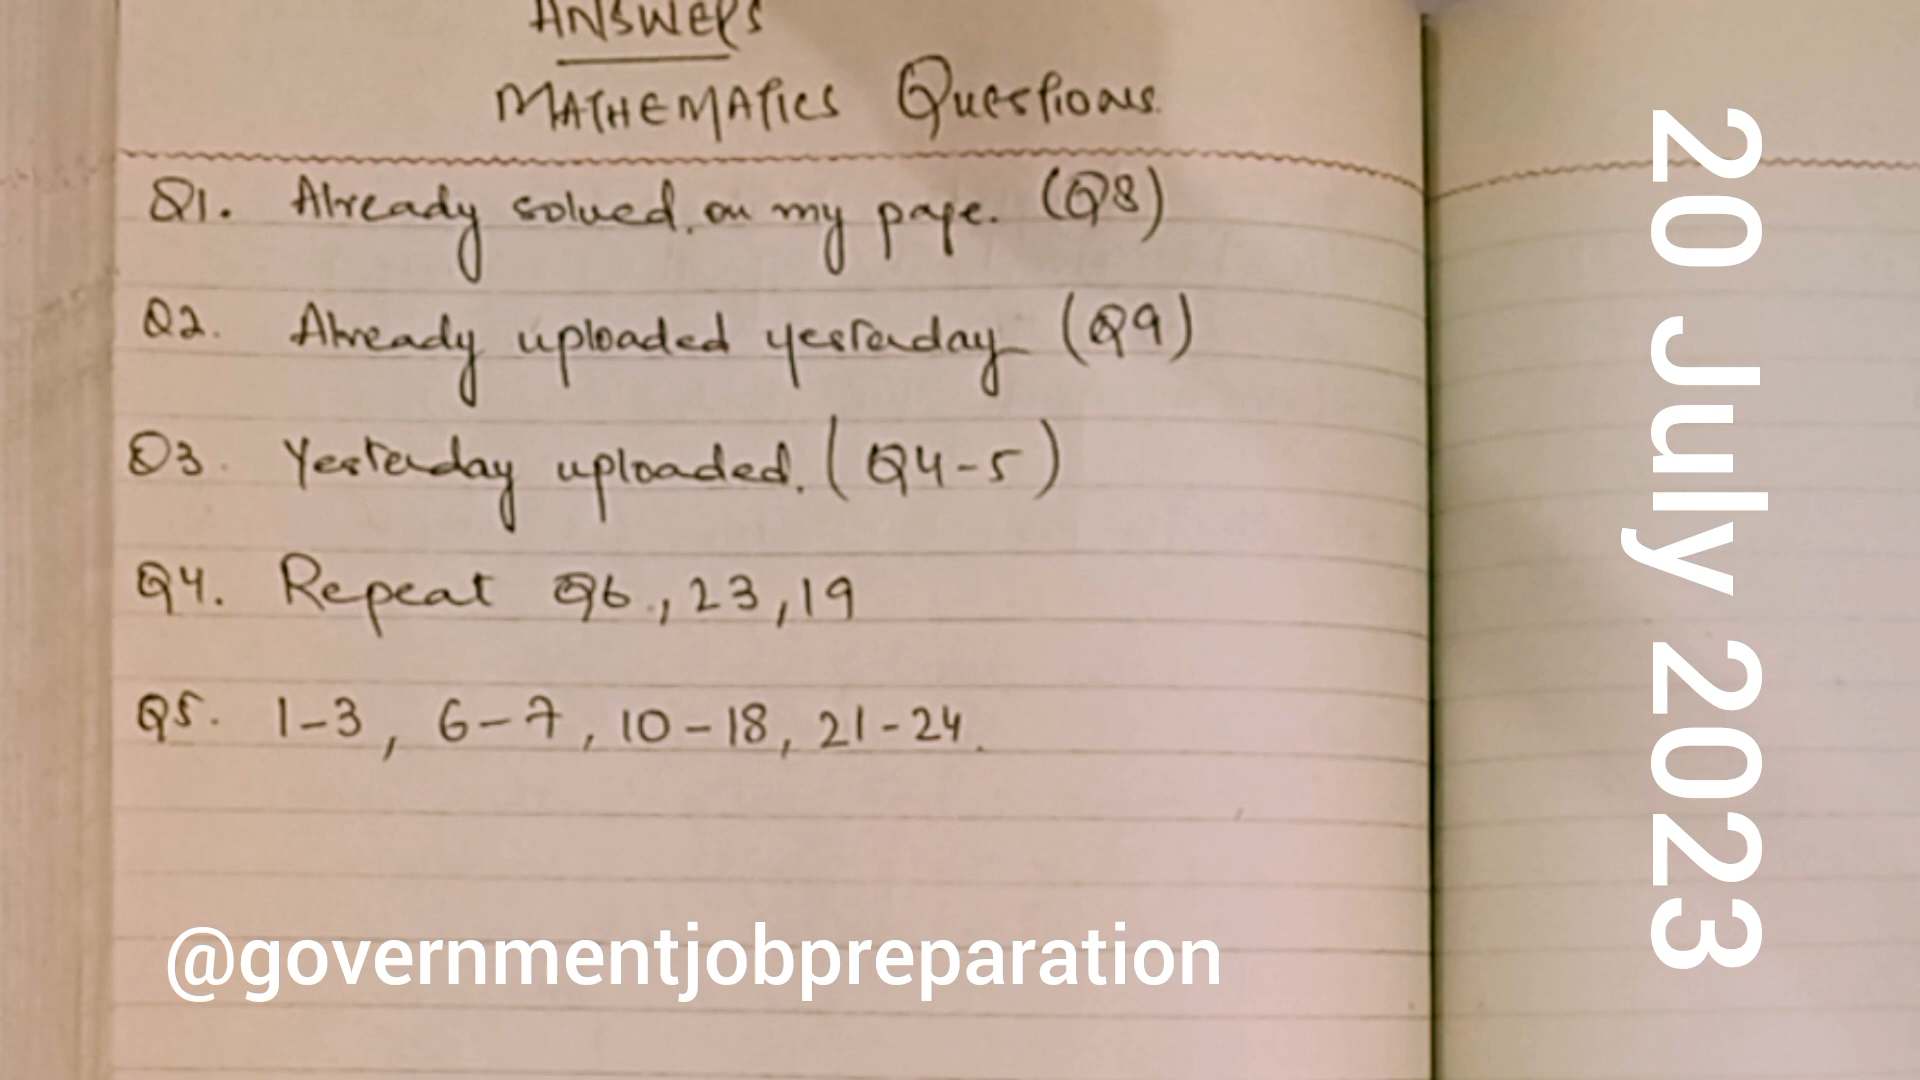 ANSWERS
MATHEMATICS Questions.
Q1. Already solved on my page. (Q8)
Q2. Already uploaded yesterday (Q9)
Q3. Yesterday uploaded. (Q4-5)
Q4. Repeat Q6, 23, 19
Q5. 1-3, 6-7, 10-18, 21-24.
@governmentjobpreparation
20 July 2023